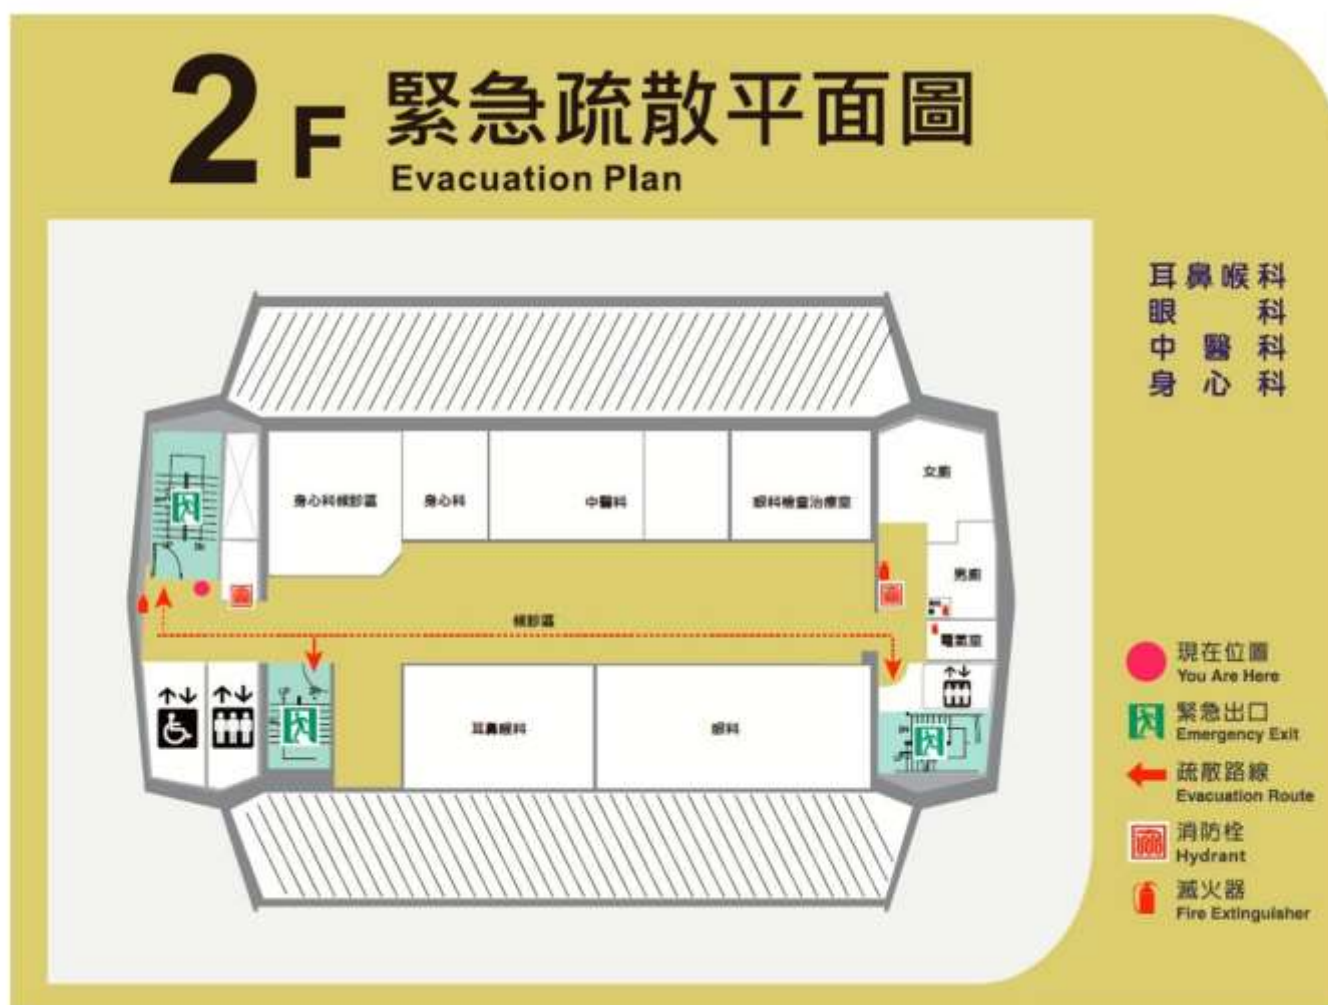 2F 緊急疏散平面圖
Evacuation Plan
耳鼻喉科
眼科
中醫科
身心科
女廁
身心科候診區
身心科
中醫科
眼科檢查治療室
男廁
候診區
電氣室
耳鼻喉科
眼科
現在位置
You Are Here
緊急出口
Emergency Exit
疏散路線
Evacuation Route
消防栓
Hydrant
滅火器
Fire Extinguisher